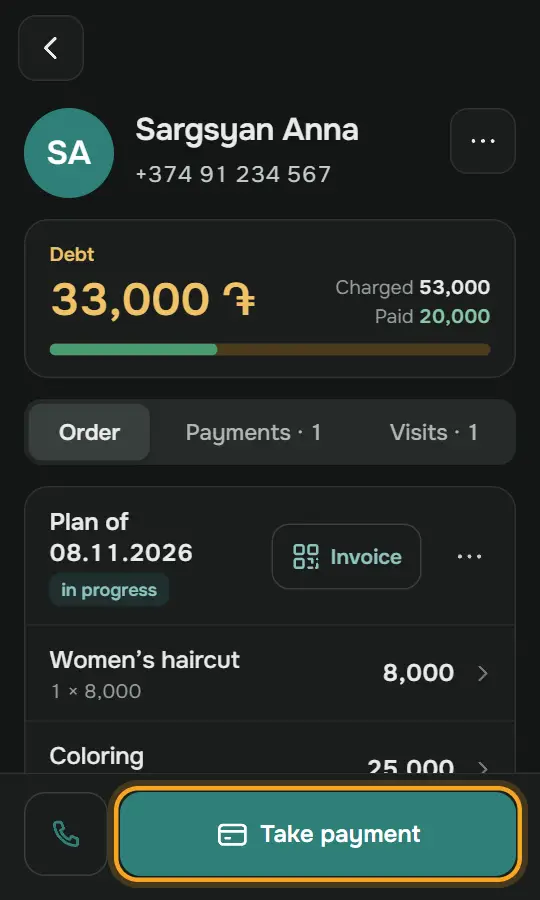 SA
Sargsyan Anna
+374 91 234 567
...
Debt
33,000 ֏
Charged 53,000
Paid 20,000
Order
Payments · 1
Visits · 1
Plan of
08.11.2026
in progress
Invoice
...
Women’s haircut
1 × 8,000
8,000
Coloring
25,000
Take payment